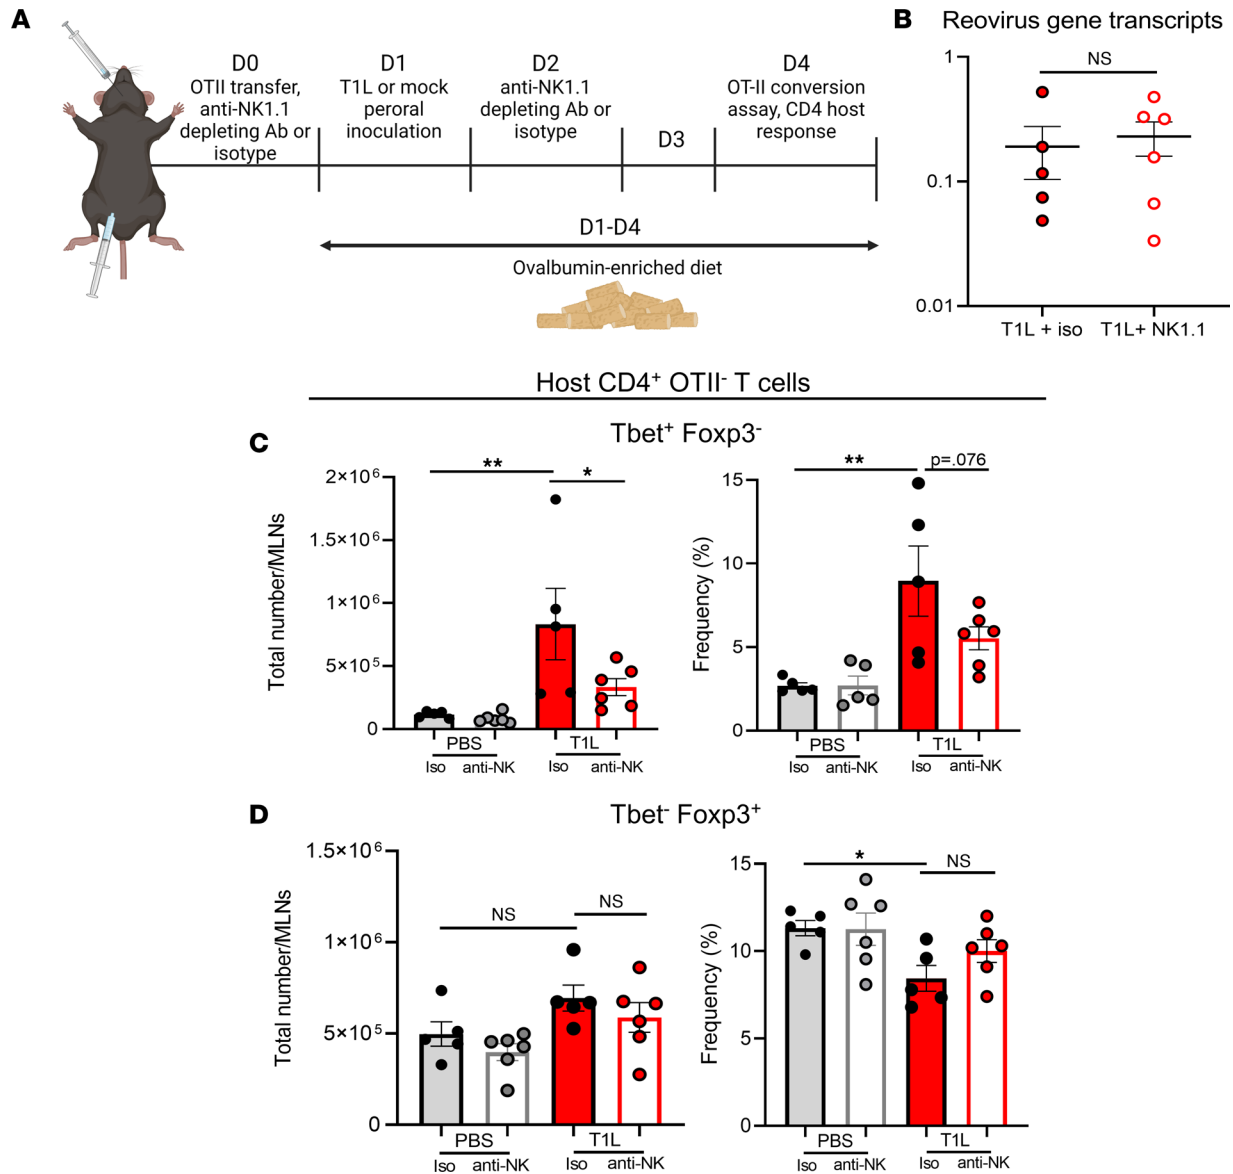 A
D0
OTII transfer,
anti-NK1.1
depleting Ab or
isotype
D1
T1L or mock
peroral
inoculation
D2
anti-NK1.1
depleting Ab or
isotype
D3
D4
OT-II conversion
assay, CD4 host
response
D1-D4
Ovalbumin-enriched diet
B
Reovirus gene transcripts
NS
1
0.1
0.01
T1L + iso
T1L+ NK1.1
Host CD4⁺ OTII⁻ T cells
C
Tbet⁺ Foxp3⁻
Total number/MLNs
2×10⁶
1.5×10⁶
1×10⁶
5×10⁵
0
**
*
PBS
T1L
Iso
anti-NK
Iso
anti-NK
Frequency (%)
15
10
5
0
**
p=.076
PBS
T1L
Iso
anti-NK
Iso
anti-NK
D
Tbet⁻ Foxp3⁺
Total number/MLNs
1.5×10⁶
1×10⁶
5×10⁵
0
NS
NS
PBS
T1L
Iso
anti-NK
Iso
anti-NK
Frequency (%)
15
10
5
0
*
NS
PBS
T1L
Iso
anti-NK
Iso
anti-NK